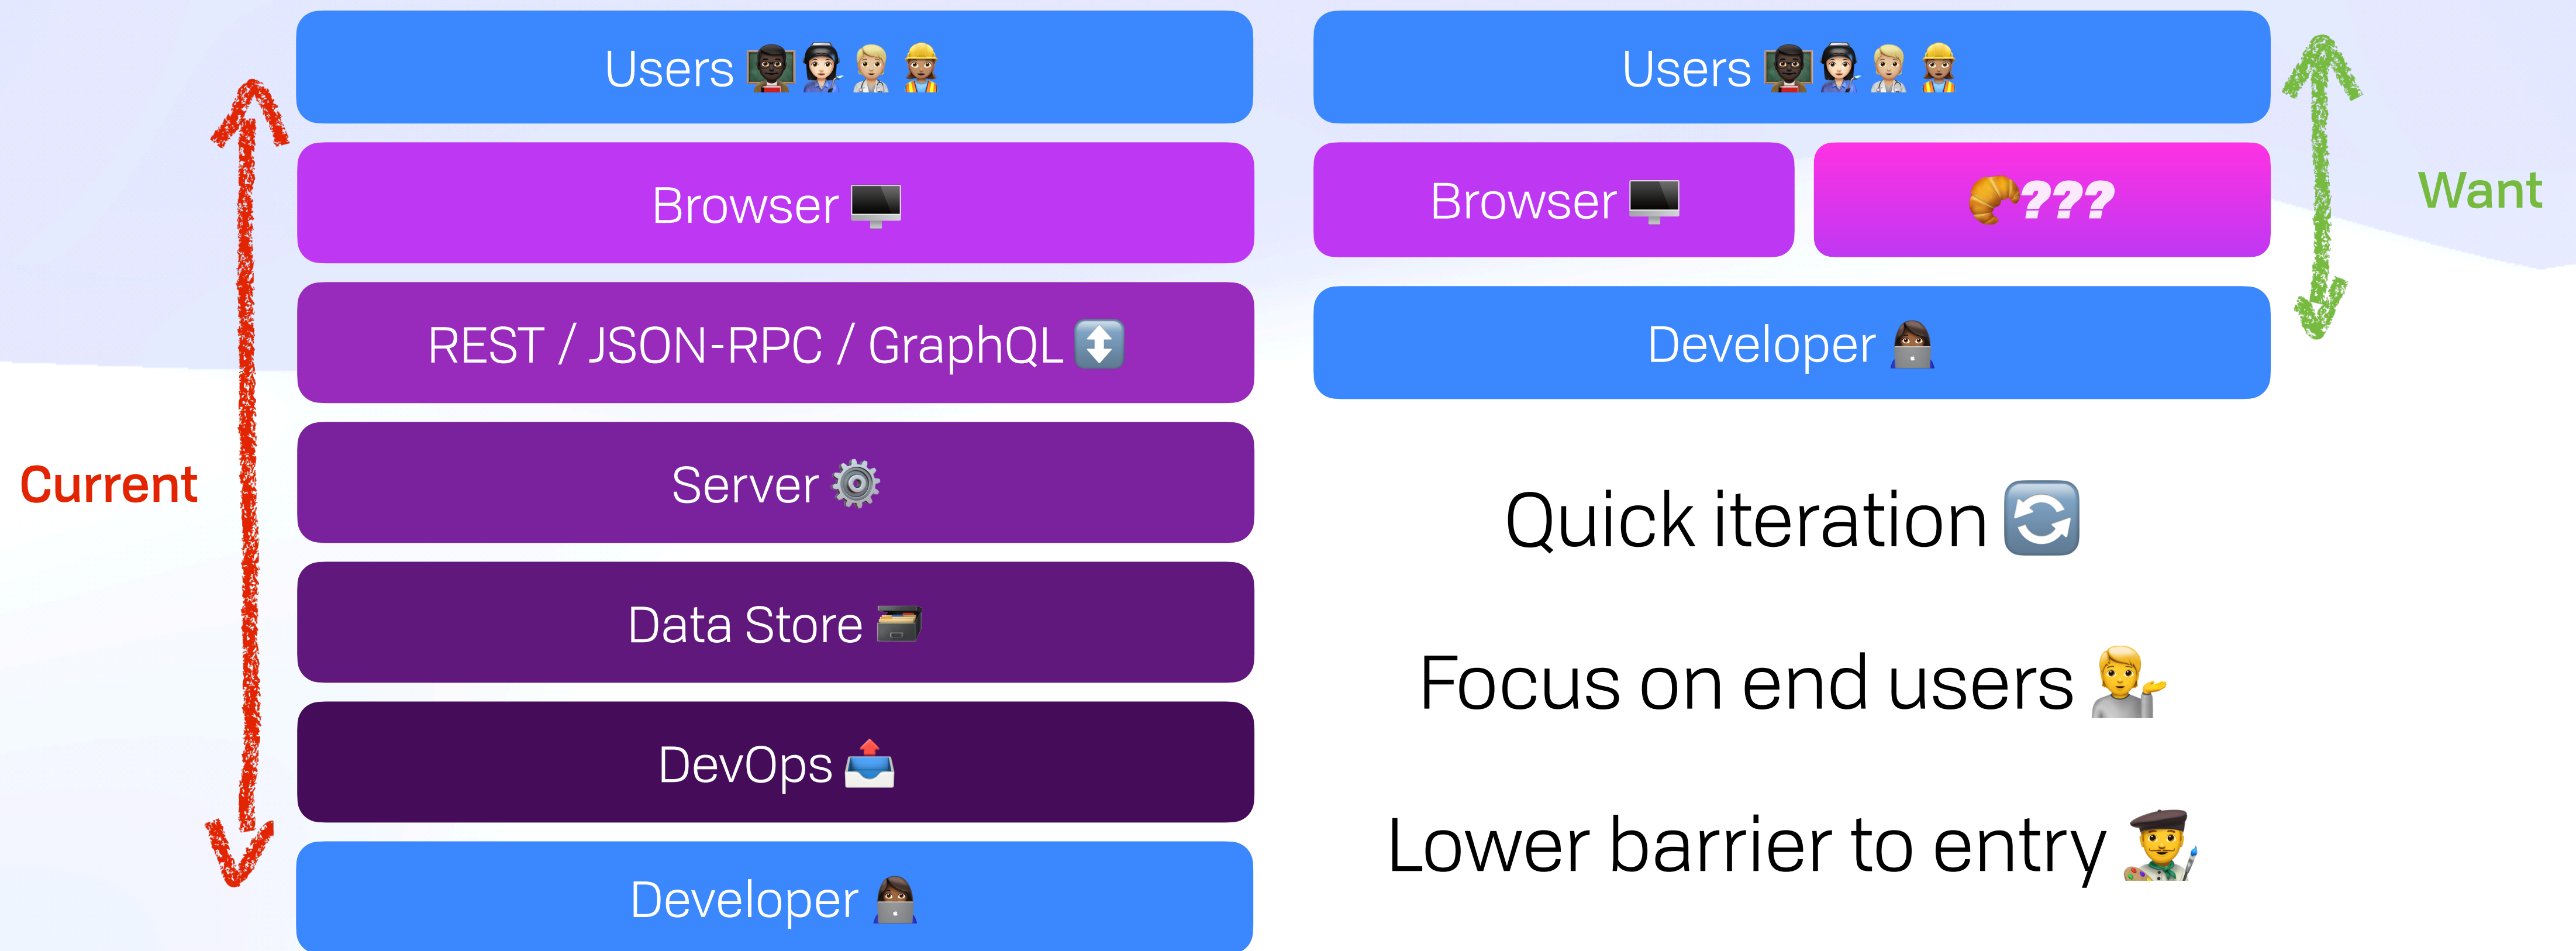 Current
Users 👨🏿‍🏫👩🏻‍🏭🧑🏼‍⚕️👷🏽‍♀️
Browser 🖥️
REST / JSON-RPC / GraphQL ↕️
Server ⚙️
Data Store 🗃️
DevOps 📤
Developer 👩🏾‍💻
Users 👨🏿‍🏫👩🏻‍🏭🧑🏼‍⚕️👷🏽‍♀️
Browser 🖥️
🥐???
Developer 👩🏾‍💻
Want
Quick iteration 🔄
Focus on end users 💁
Lower barrier to entry 👨‍🎨